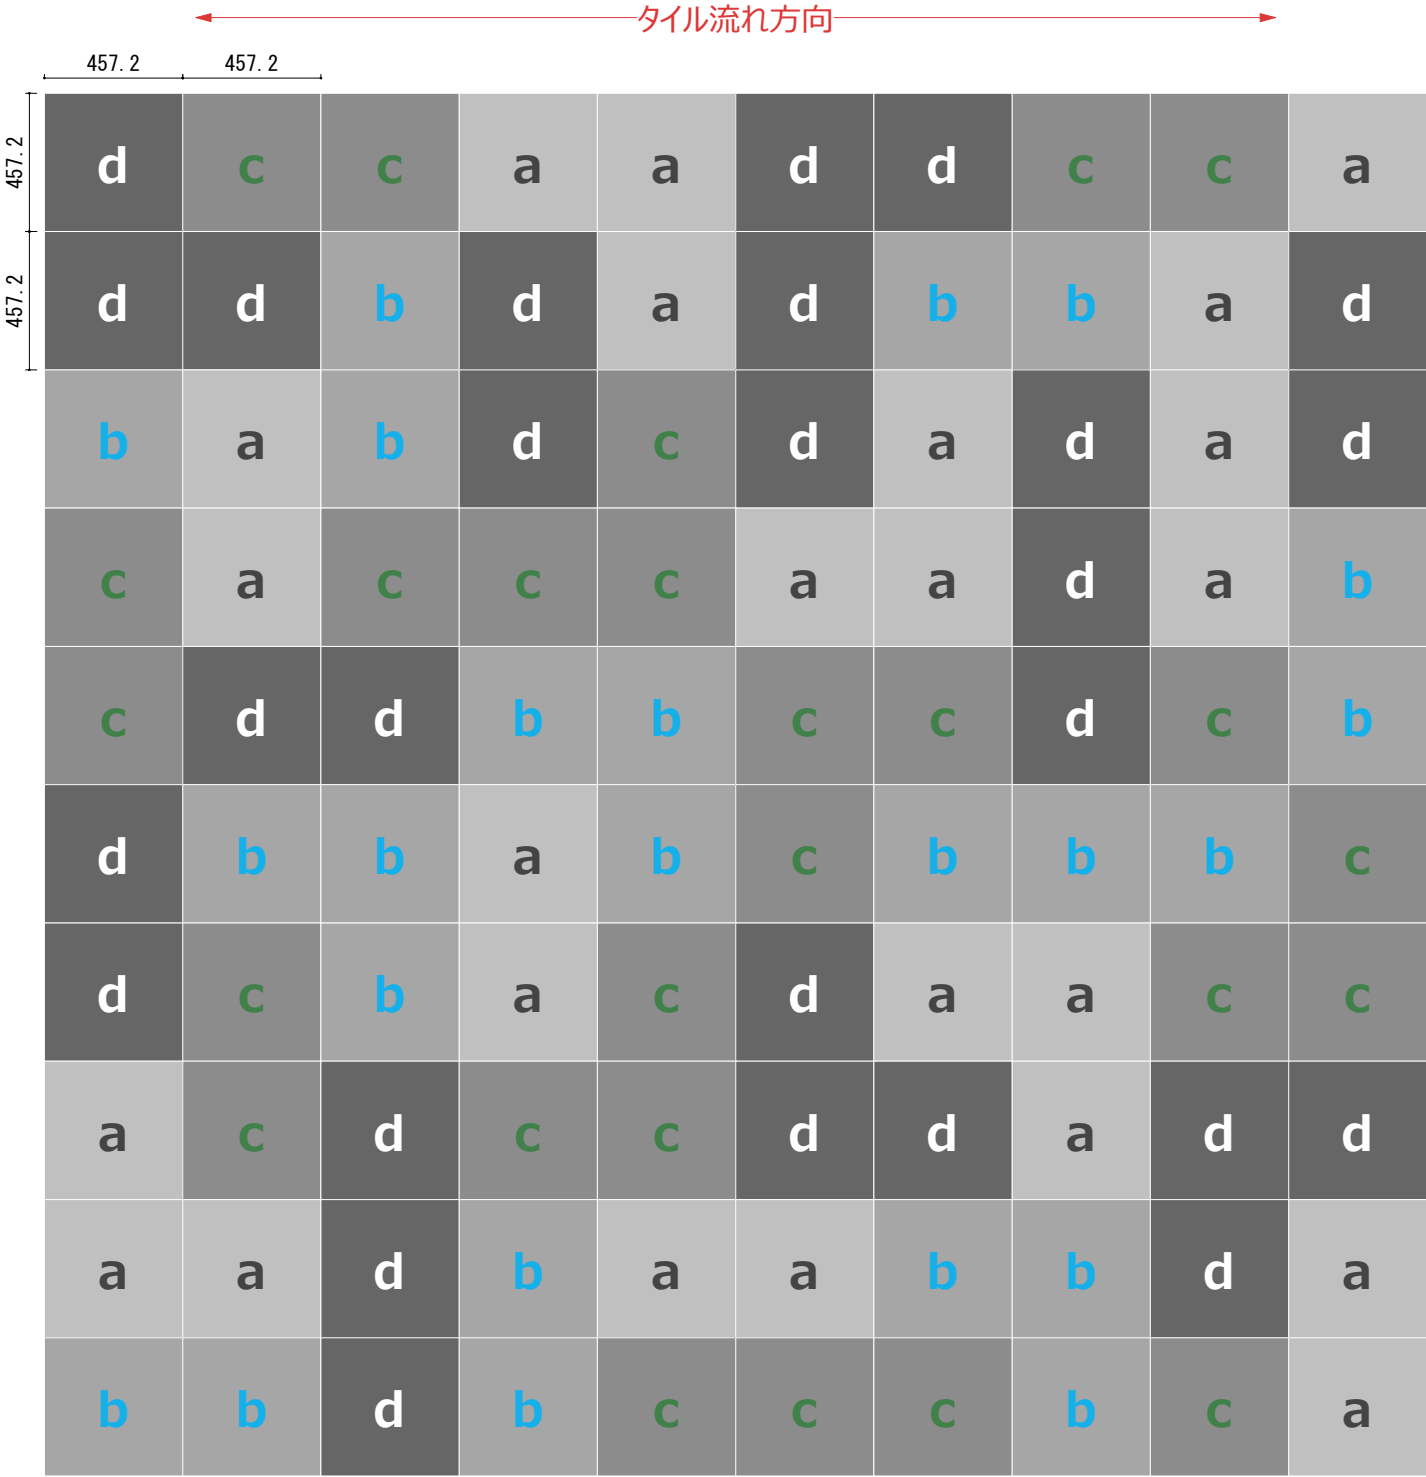 タイル流れ方向
457.2 457.2
457.2
d c c a a d d c c a
457.2
d d b d a d b b a d
b a b d c d a d a d
c a c c c a a d a b
c d d b b c c d c b
d b b a b c b b b c
d c b a c d a a c c
a c d c c d d a d d
a a d b a a b b d a
b b d b c c c b c a